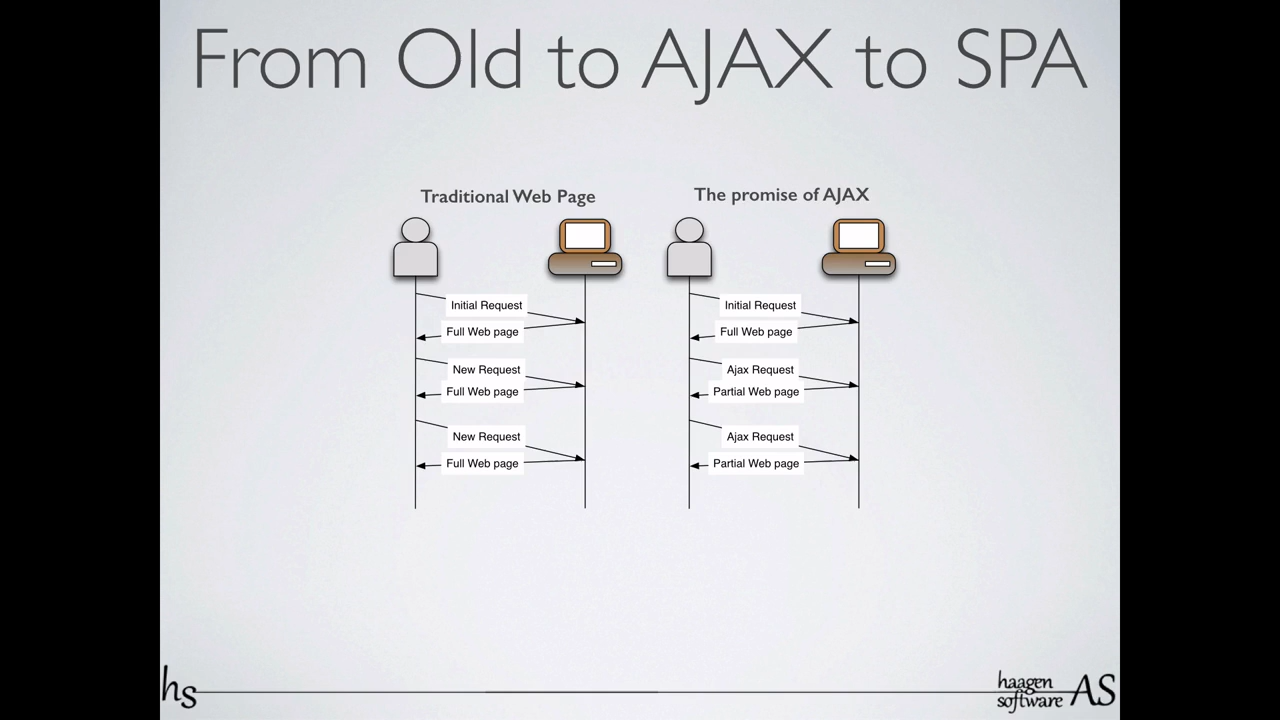 From Old to AJAX to SPA
Traditional Web Page
Initial Request
Full Web page
New Request
Full Web page
New Request
Full Web page
The promise of AJAX
Initial Request
Full Web page
Ajax Request
Partial Web page
Ajax Request
Partial Web page
hs
haagen
software AS